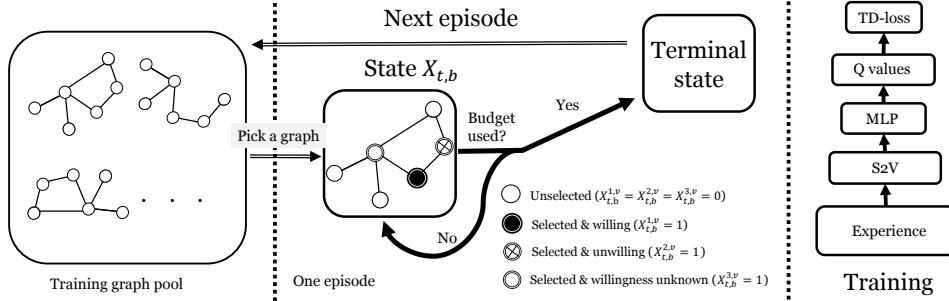 Next episode
Training graph pool
Pick a graph
State $X_{t,b}$
One episode
Budget
used?
Yes
No
Terminal
state
Unselected ($X_{t,b}^{1,v} = X_{t,b}^{2,v} = X_{t,b}^{3,v} = 0$)
Selected & willing ($X_{t,b}^{1,v} = 1$)
Selected & unwilling ($X_{t,b}^{2,v} = 1$)
Selected & willingness unknown ($X_{t,b}^{3,v} = 1$)
TD-loss
Q values
MLP
S2V
Experience
Training